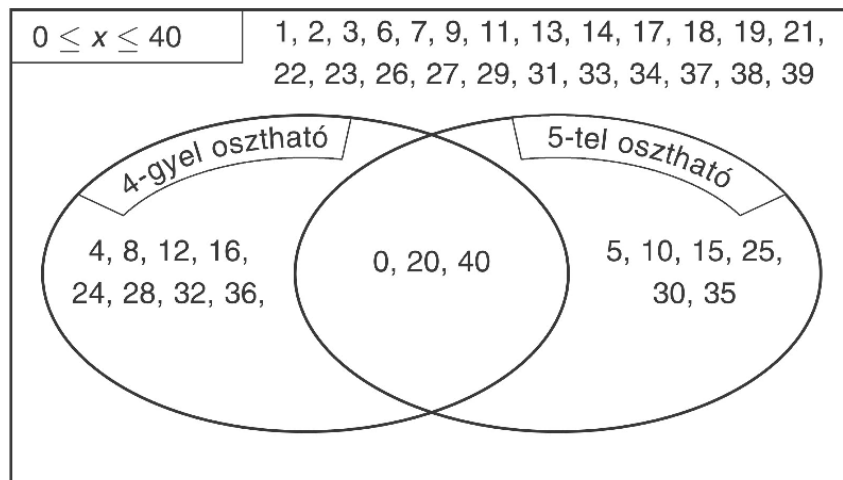 0 ≤ x ≤ 40
1, 2, 3, 6, 7, 9, 11, 13, 14, 17, 18, 19, 21,
22, 23, 26, 27, 29, 31, 33, 34, 37, 38, 39
4-gyel osztható
5-tel osztható
4, 8, 12, 16,
24, 28, 32, 36,
0, 20, 40
5, 10, 15, 25,
30, 35